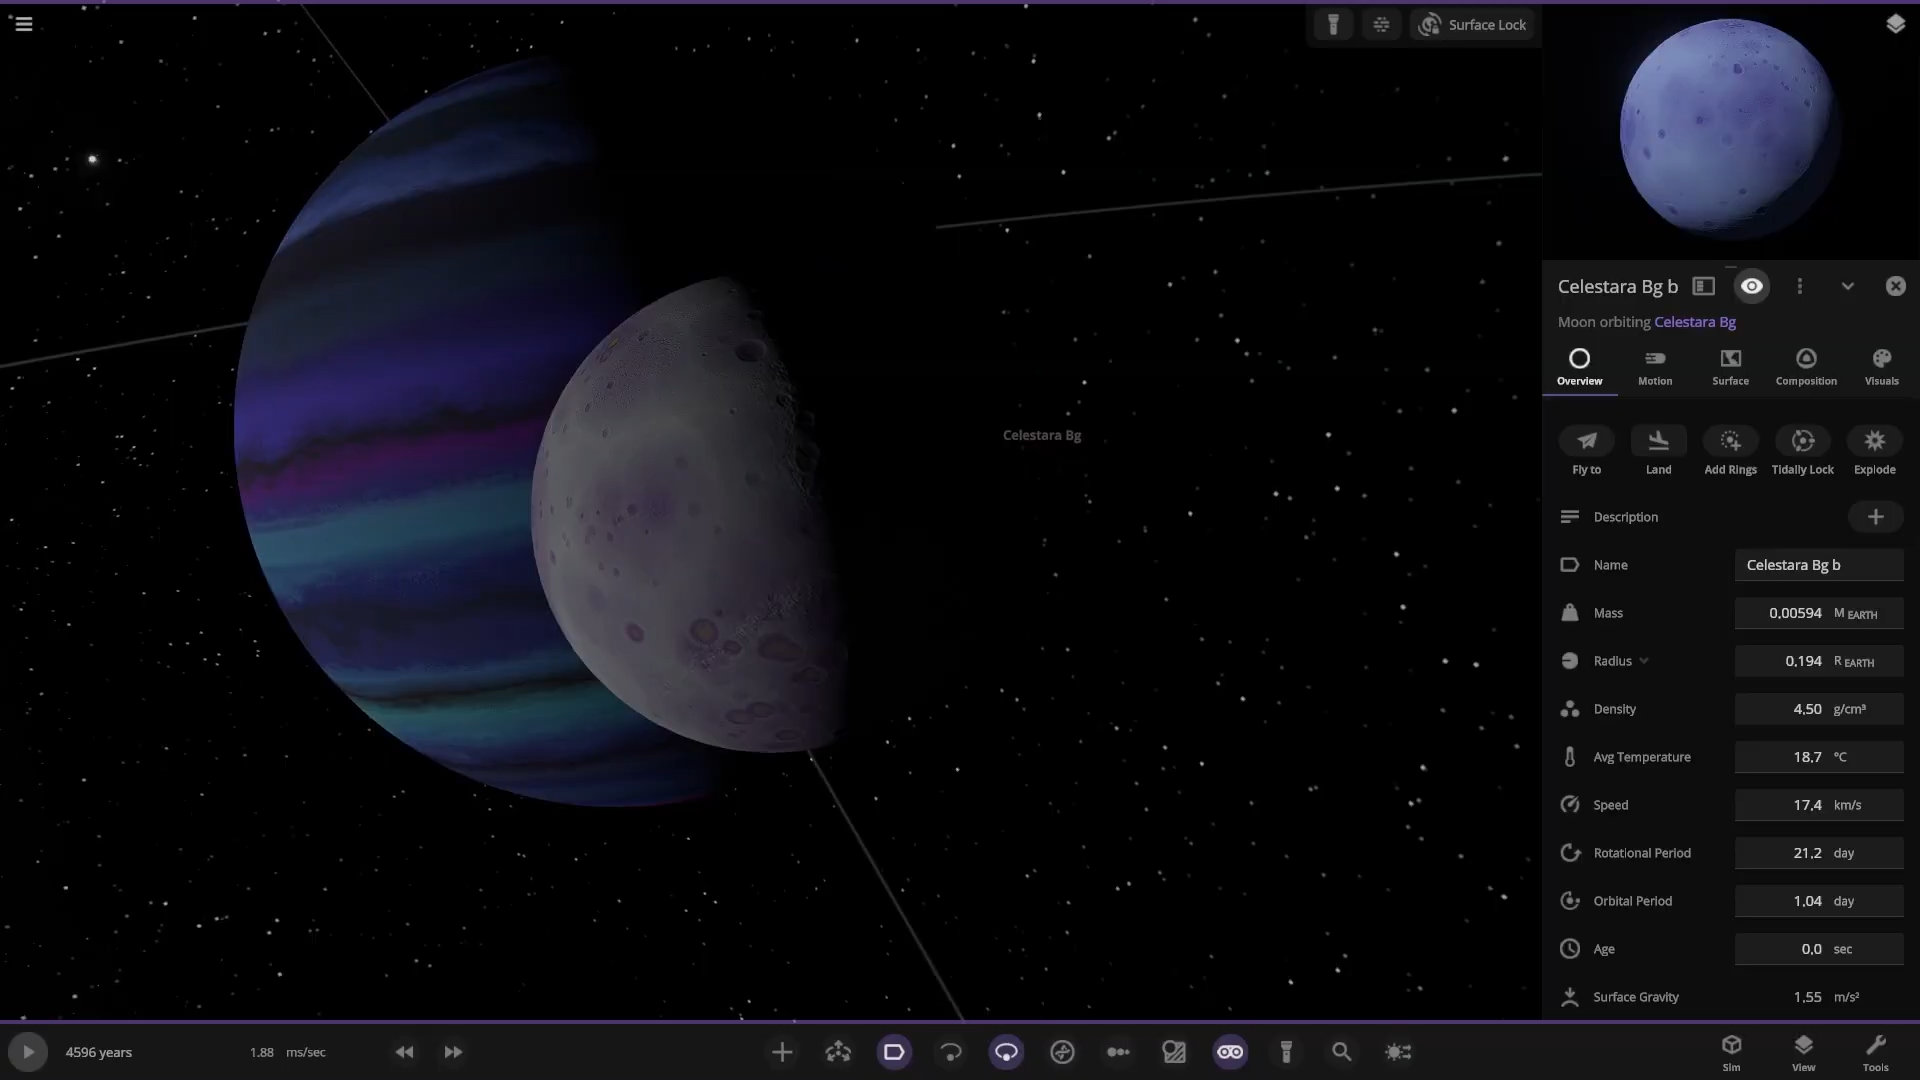 Surface Lock
Celestara Bg b
Moon orbiting Celestara Bg
Overview
Motion
Surface
Composition
Visuals
Celestara Bg
Fly to
Land
Add Rings
Tidally Lock
Explode
Description
Name Celestara Bg b
Mass 0,00594 M EARTH
Radius 0,194 R EARTH
Density 4,50 g/cm³
Avg Temperature 18,7 °C
Speed 17,4 km/s
Rotational Period 21,2 day
Orbital Period 1,04 day
Age 0,0 sec
Surface Gravity 1,55 m/s²
4596 years
1.88 ms/sec
Sim
View
Tools